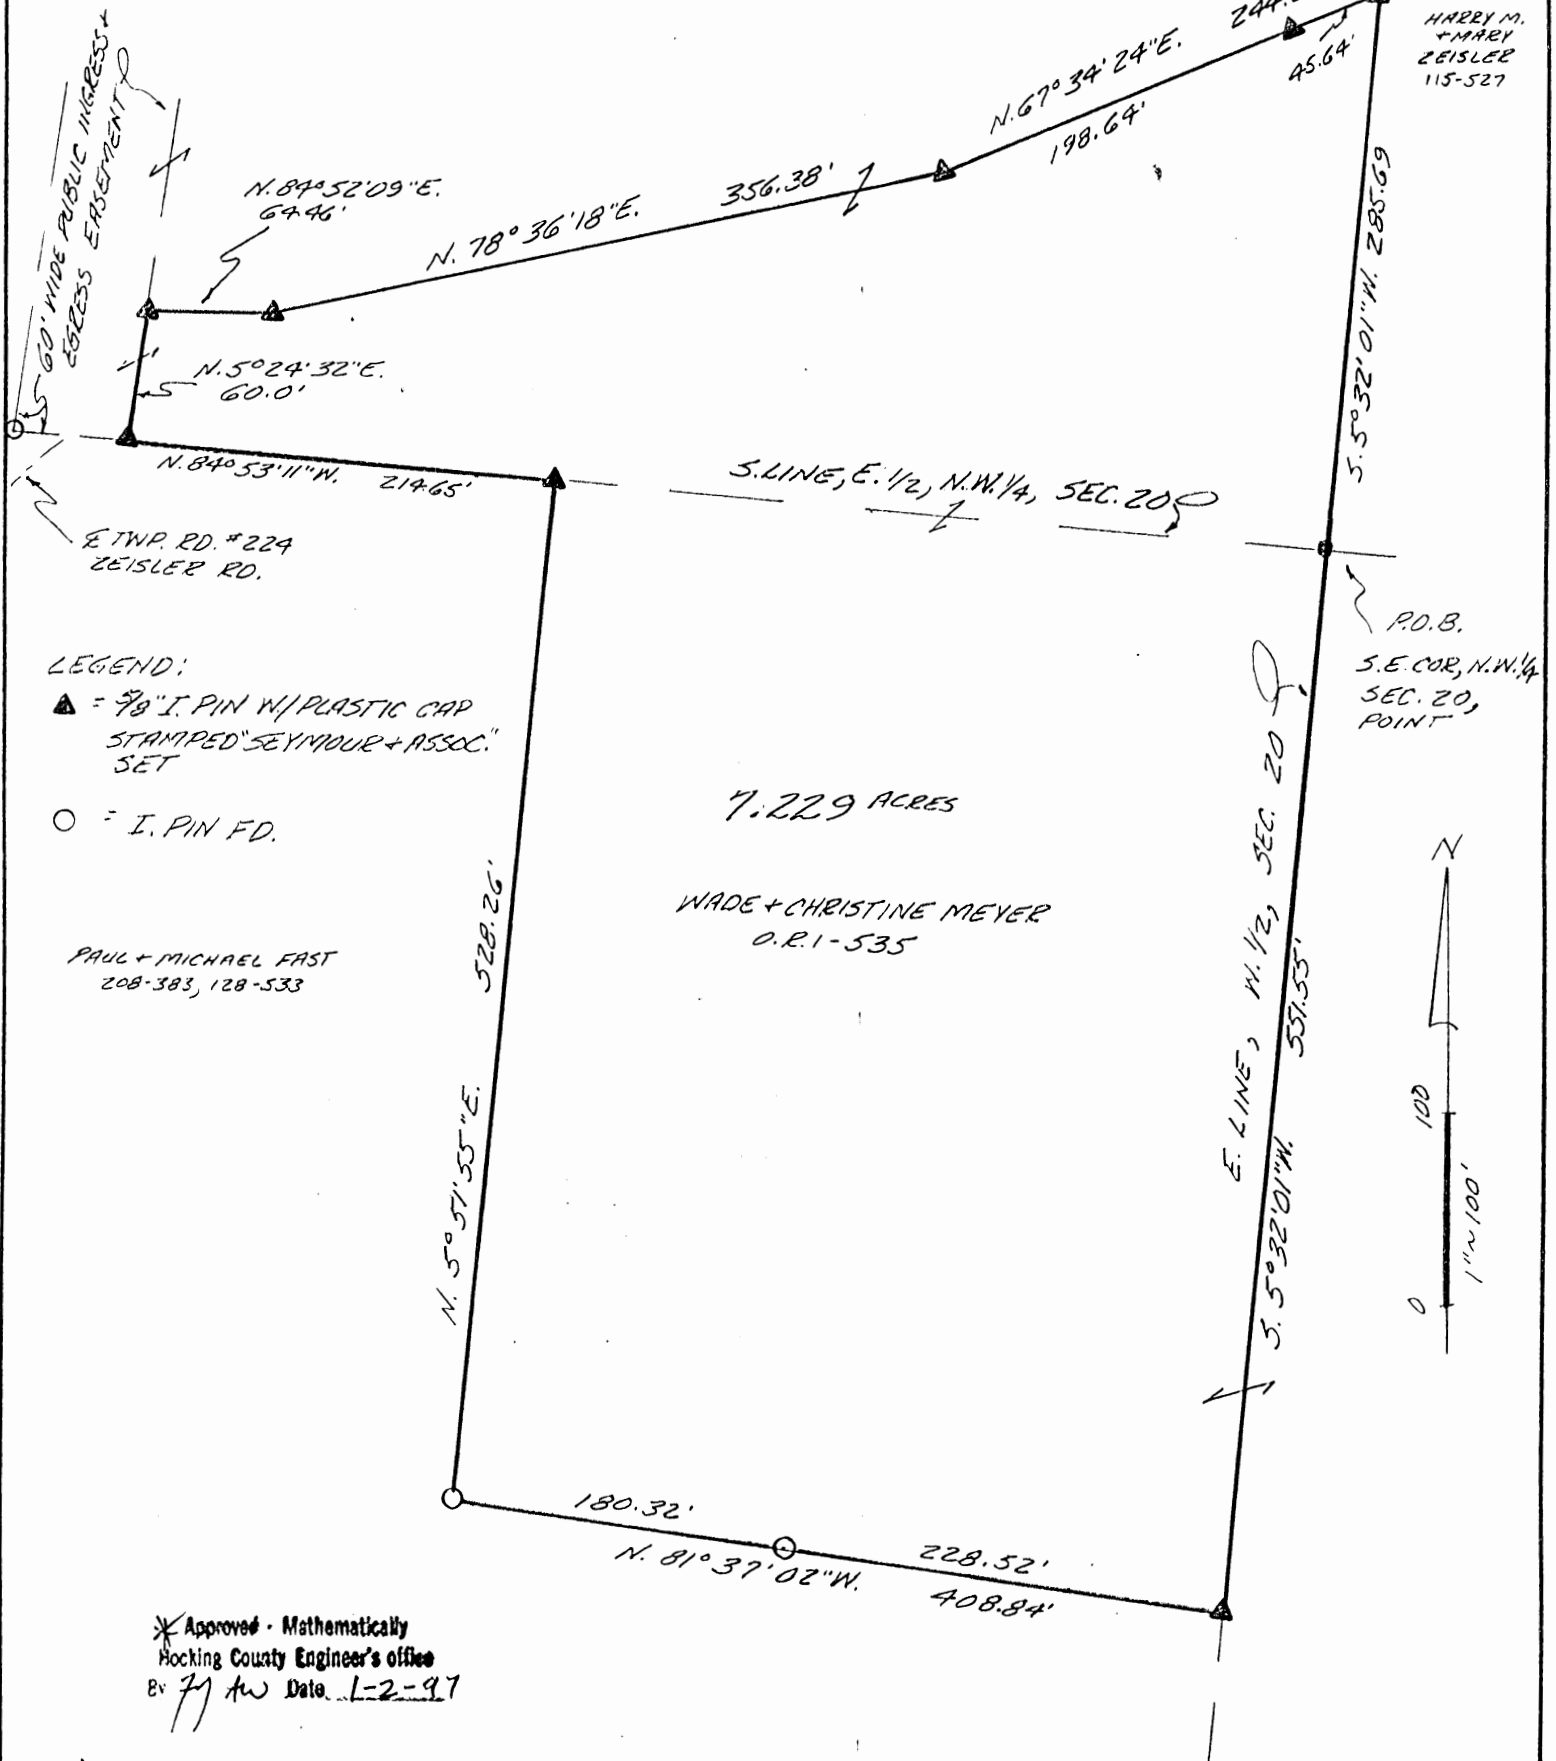 244.
HARRY M.
+ MARY
ZEISLER
115-527
45.64'
N. 67° 34' 24" E.
198.64'
60' WIDE PUBLIC INGRESS +
EGRESS EASEMENT
N. 84° 52' 09" E.
64.46'
N. 78° 36' 18" E. 356.38'
S. 5° 32' 01" W. 285.69
N. 5° 24' 32" E.
60.0'
N. 84° 53' 11" W. 214.65'
S. LINE, E. 1/2, N.W. 1/4, SEC. 20
℄ TWP. RD. #224
ZEISLER RD.
P.O.B.
S.E. COR, N.W. 1/4
SEC. 20,
POINT
LEGEND:
▲ = 5/8" I. PIN W/ PLASTIC CAP
STAMPED "SEYMOUR + ASSOC."
SET
○ = I. PIN FD.
7.229 ACRES
WADE + CHRISTINE MEYER
O.R. 1-535
PAUL + MICHAEL FAST
208-383, 128-533
N. 5° 51' 55" E. 528.26'
E. LINE, W. 1/2, SEC. 20
S. 5° 32' 01" W. 551.55'
N
0 100
1" ~ 100'
180.32'
N. 81° 37' 02" W.
228.52'
408.84'
Approved - Mathematically
Hocking County Engineer's office
By Date 1-2-97